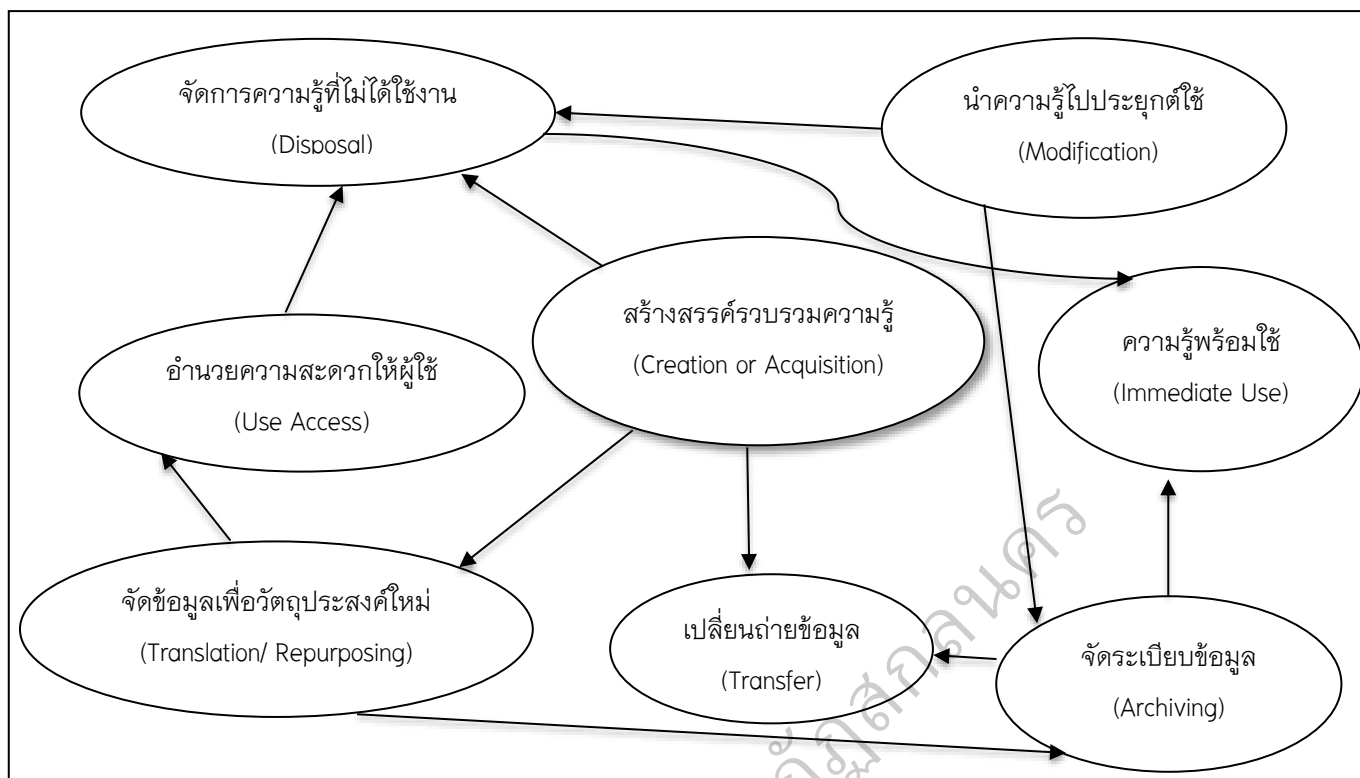 จัดการความรู้ที่ไม่ได้ใช้งาน
(Disposal)
นำความรู้ไปประยุกต์ใช้
(Modification)
สร้างสรรค์รวบรวมความรู้
(Creation or Acquisition)
ความรู้พร้อมใช้
(Immediate Use)
อำนวยความสะดวกให้ผู้ใช้
(Use Access)
จัดข้อมูลเพื่อวัตถุประสงค์ใหม่
(Translation/ Repurposing)
เปลี่ยนถ่ายข้อมูล
(Transfer)
จัดระเบียบข้อมูล
(Archiving)